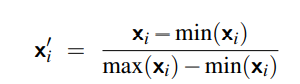 x′ᵢ = (xᵢ − min(xᵢ)) / (max(xᵢ) − min(xᵢ))